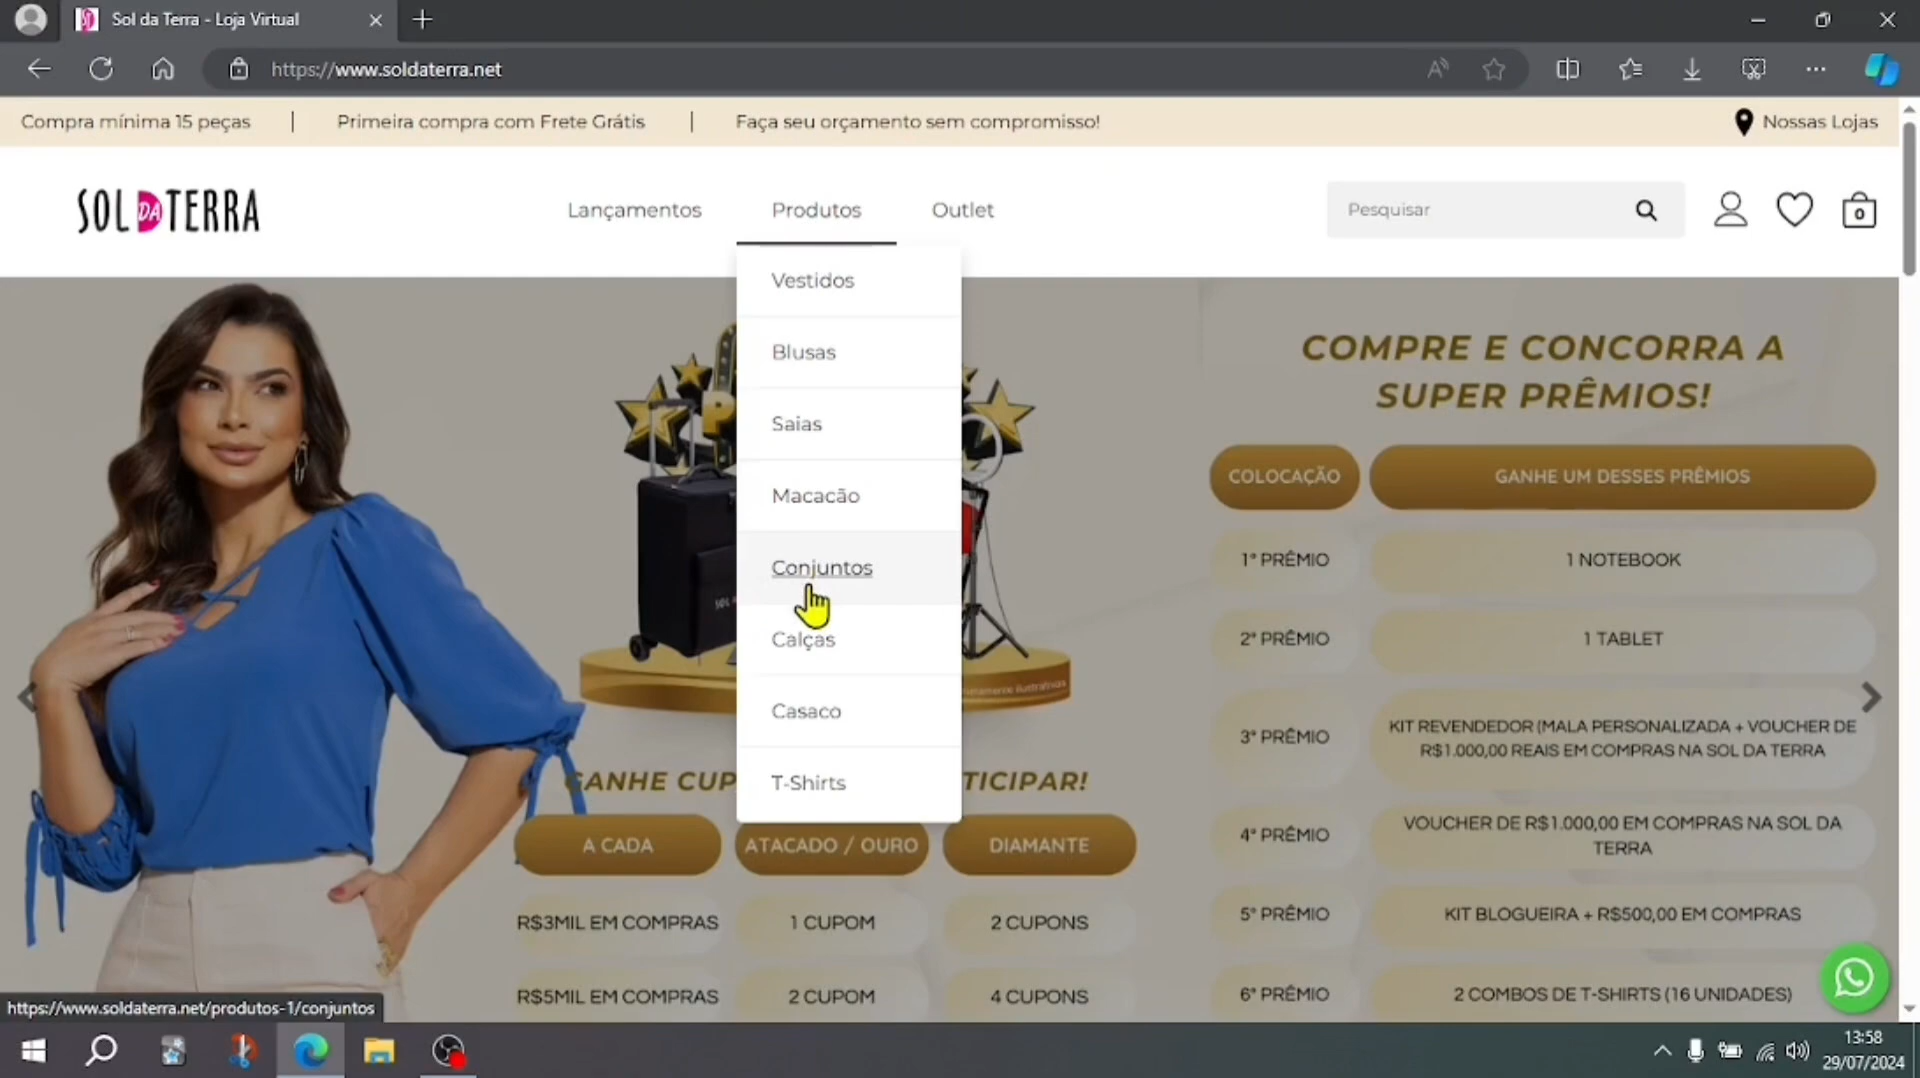 Sol da Terra - Loja Virtual
https://www.soldaterra.net
Compra mínima 15 peças | Primeira compra com Frete Grátis | Faça seu orçamento sem compromisso!
Nossas Lojas
SOL DA TERRA
Lançamentos
Produtos
Outlet
Pesquisar
0
Vestidos
Blusas
Saias
Macacão
Conjuntos
Calças
Casaco
T-Shirts
COMPRE E CONCORRA A
SUPER PRÊMIOS!
COLOCAÇÃO
GANHE UM DESSES PRÊMIOS
1° PRÊMIO
1 NOTEBOOK
2° PRÊMIO
1 TABLET
3° PRÊMIO
KIT REVENDEDOR (MALA PERSONALIZADA + VOUCHER DE
R$1.000,00 REAIS EM COMPRAS NA SOL DA TERRA
4° PRÊMIO
VOUCHER DE R$1.000,00 EM COMPRAS NA SOL DA
TERRA
5° PRÊMIO
KIT BLOGUEIRA + R$500,00 EM COMPRAS
6° PRÊMIO
2 COMBOS DE T-SHIRTS (16 UNIDADES)
GANHE CUP
TICIPAR!
A CADA
ATACADO / OURO
DIAMANTE
R$3MIL EM COMPRAS
1 CUPOM
2 CUPONS
R$5MIL EM COMPRAS
2 CUPOM
4 CUPONS
https://www.soldaterra.net/produtos-1/conjuntos
13:58
29/07/2024